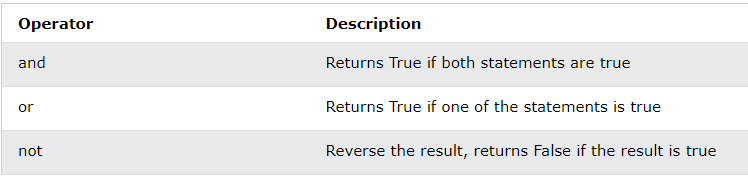 Operator Description
and Returns True if both statements are true
or Returns True if one of the statements is true
not Reverse the result, returns False if the result is true